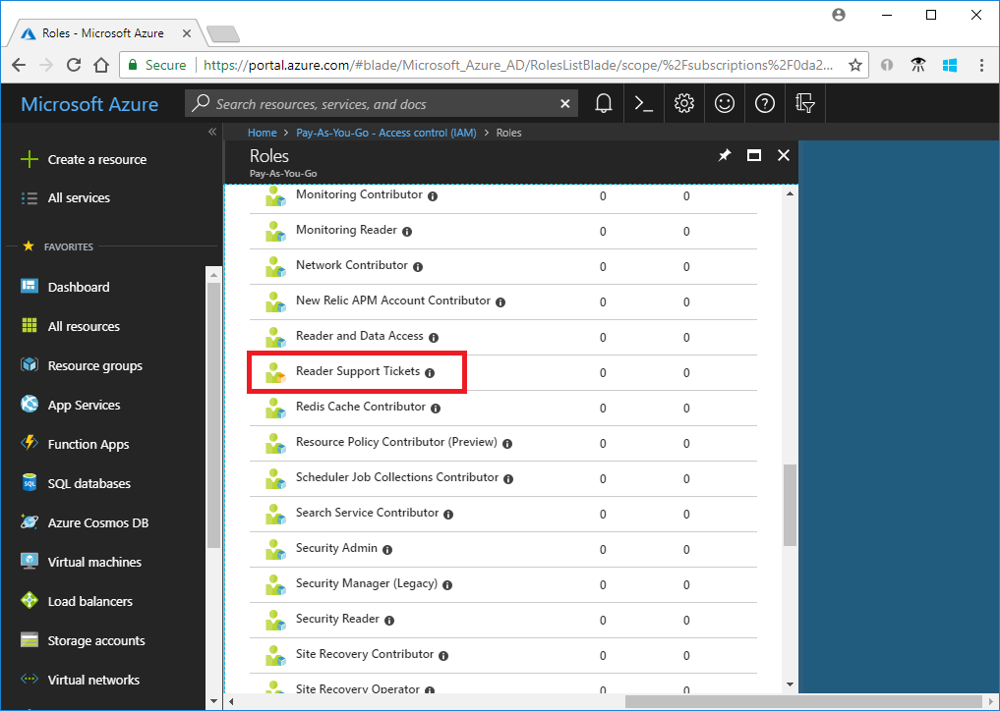 Roles - Microsoft Azure
Secure https://portal.azure.com/#blade/Microsoft_Azure_AD/RolesListBlade/scope/%2Fsubscriptions%2F0da2...
Microsoft Azure
Search resources, services, and docs
Home > Pay-As-You-Go - Access control (IAM) > Roles
Create a resource
All services
FAVORITES
Dashboard
All resources
Resource groups
App Services
Function Apps
SQL databases
Azure Cosmos DB
Virtual machines
Load balancers
Storage accounts
Virtual networks
Roles
Pay-As-You-Go
Monitoring Contributor 0 0
Monitoring Reader 0 0
Network Contributor 0 0
New Relic APM Account Contributor 0 0
Reader and Data Access 0 0
Reader Support Tickets 0 0
Redis Cache Contributor 0 0
Resource Policy Contributor (Preview) 0 0
Scheduler Job Collections Contributor 0 0
Search Service Contributor 0 0
Security Admin 0 0
Security Manager (Legacy) 0 0
Security Reader 0 0
Site Recovery Contributor 0 0
Site Recovery Operator 0 0